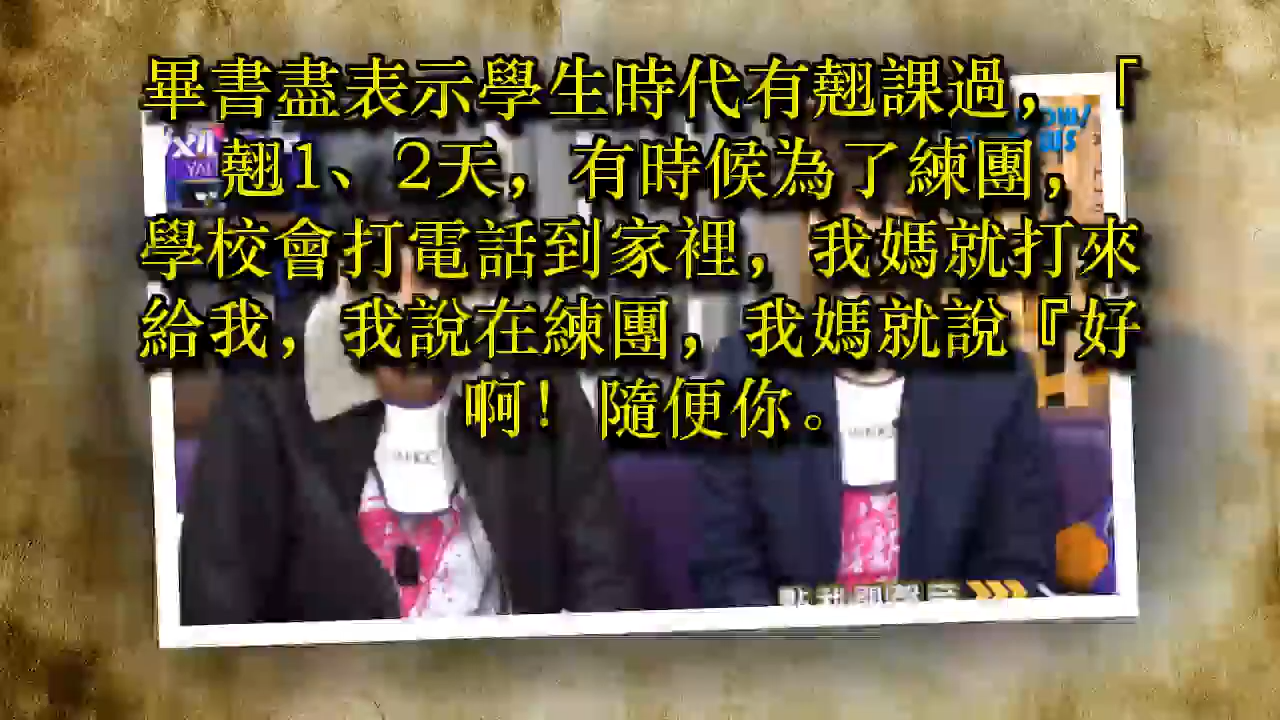 畢書盡表示學生時代有翹課過，「
翹1、2天，有時候為了練團，
學校會打電話到家裡，我媽就打來
給我，我說在練團，我媽就說『好
啊！隨便你。